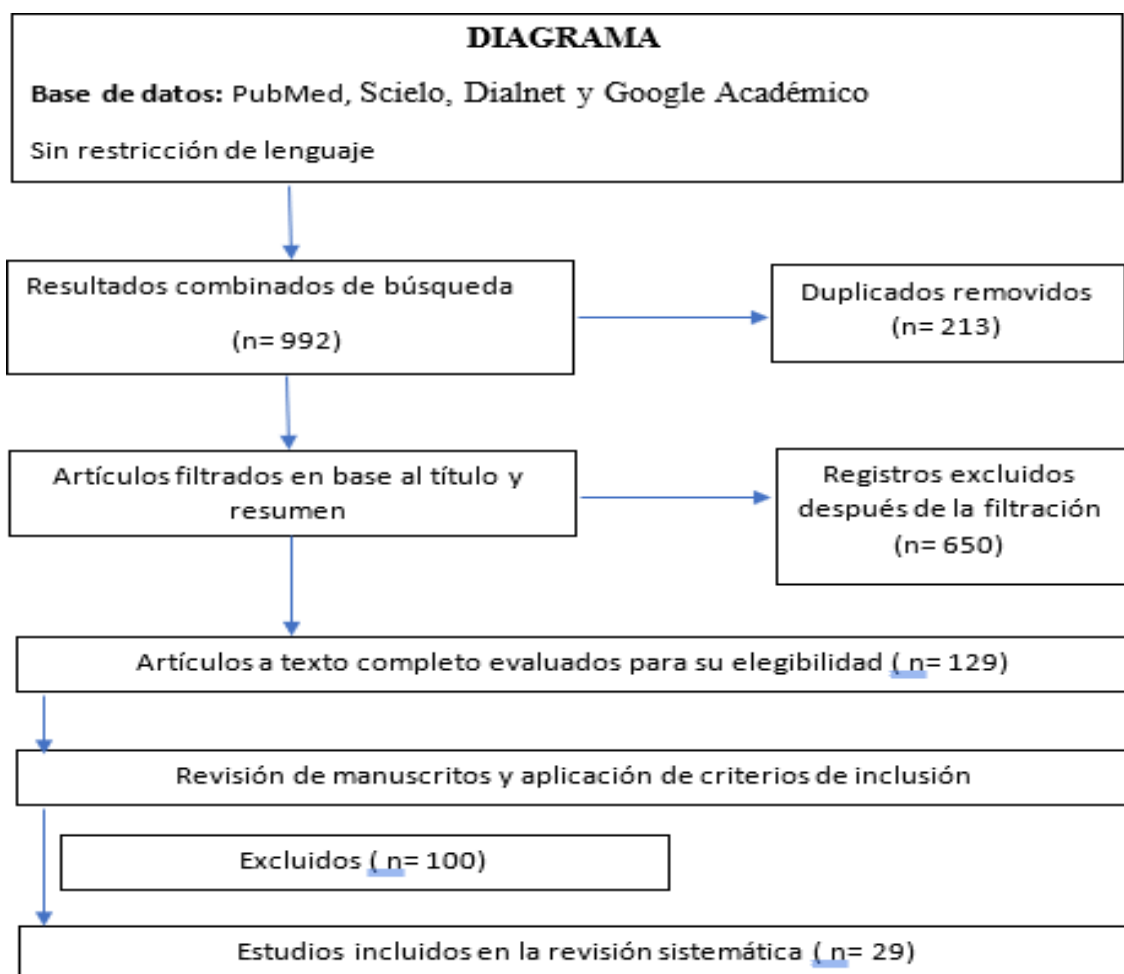 DIAGRAMA
Base de datos: PubMed, Scielo, Dialnet y Google Académico
Sin restricción de lenguaje
Resultados combinados de búsqueda
(n= 992)
Duplicados removidos
(n= 213)
Artículos filtrados en base al título y
resumen
Registros excluidos
después de la filtración
(n= 650)
Artículos a texto completo evaluados para su elegibilidad ( n= 129)
Revisión de manuscritos y aplicación de criterios de inclusión
Excluidos ( n= 100)
Estudios incluidos en la revisión sistemática ( n= 29)